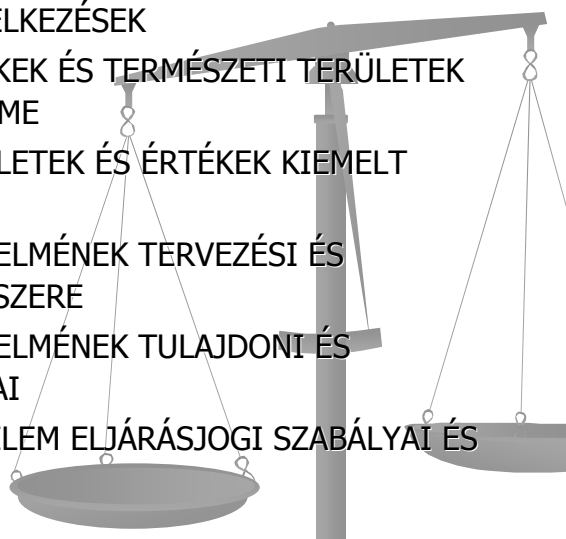 ELKEZÉSEK
KEK ÉS TERMÉSZETI TERÜLETEK
ME
LETEK ÉS ÉRTÉKEK KIEMELT
ELMÉNEK TERVEZÉSI ÉS
SZERE
ELMÉNEK TULAJDONI ÉS
AI
ELEM ELJÁRÁSJOGI SZABÁLYAI ÉS